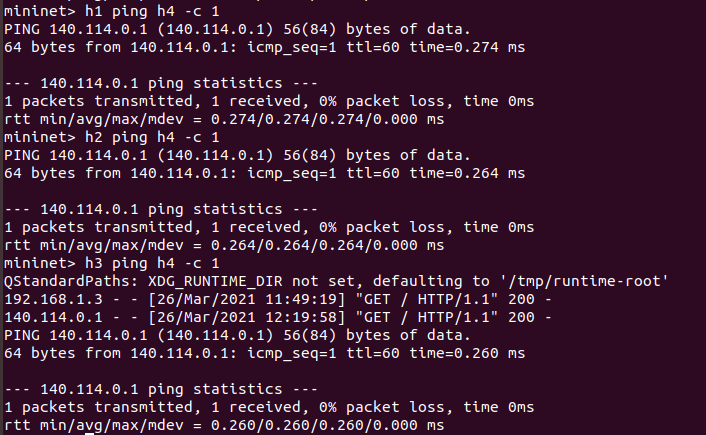 mininet> h1 ping h4 -c 1
PING 140.114.0.1 (140.114.0.1) 56(84) bytes of data.
64 bytes from 140.114.0.1: icmp_seq=1 ttl=60 time=0.274 ms

--- 140.114.0.1 ping statistics ---
1 packets transmitted, 1 received, 0% packet loss, time 0ms
rtt min/avg/max/mdev = 0.274/0.274/0.274/0.000 ms
mininet> h2 ping h4 -c 1
PING 140.114.0.1 (140.114.0.1) 56(84) bytes of data.
64 bytes from 140.114.0.1: icmp_seq=1 ttl=60 time=0.264 ms

--- 140.114.0.1 ping statistics ---
1 packets transmitted, 1 received, 0% packet loss, time 0ms
rtt min/avg/max/mdev = 0.264/0.264/0.264/0.000 ms
mininet> h3 ping h4 -c 1
QStandardPaths: XDG_RUNTIME_DIR not set, defaulting to '/tmp/runtime-root'
192.168.1.3 - - [26/Mar/2021 11:49:19] "GET / HTTP/1.1" 200 -
140.114.0.1 - - [26/Mar/2021 12:19:58] "GET / HTTP/1.1" 200 -
PING 140.114.0.1 (140.114.0.1) 56(84) bytes of data.
64 bytes from 140.114.0.1: icmp_seq=1 ttl=60 time=0.260 ms

--- 140.114.0.1 ping statistics ---
1 packets transmitted, 1 received, 0% packet loss, time 0ms
rtt min/avg/max/mdev = 0.260/0.260/0.260/0.000 ms